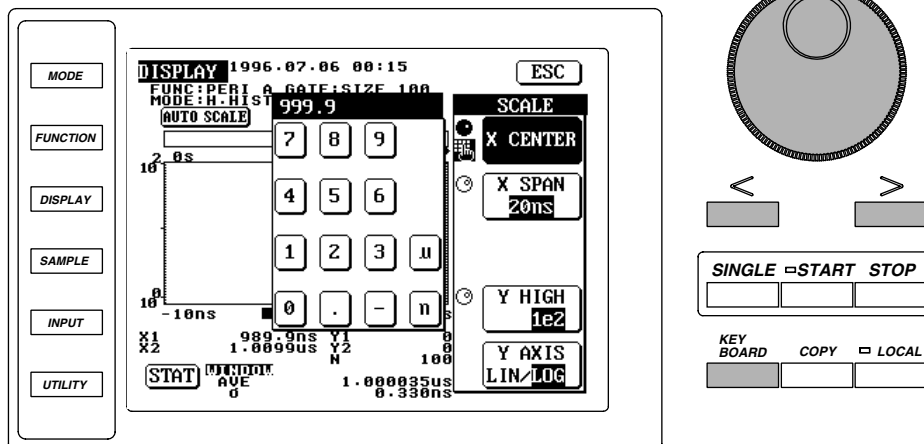 MODE
FUNCTION
DISPLAY
SAMPLE
INPUT
UTILITY
DISPLAY 1996.07.06 00:15
ESC
FUNC:PERI A GATE:SIZE 100
MODE:H.HIST
AUTO SCALE
999.9
7 8 9
4 5 6
1 2 3 μ
0 . - n
SCALE
X CENTER
X SPAN
20ns
Y HIGH
1e2
Y AXIS
LIN/LOG
10² 0s
10⁰
-10ns
s
X1 989.9ns Y1 0
X2 1.0099us Y2 0
N 100
STAT WINDOW
AVE 1.000035us
σ 0.330ns
< >
SINGLE START STOP
KEY BOARD COPY LOCAL